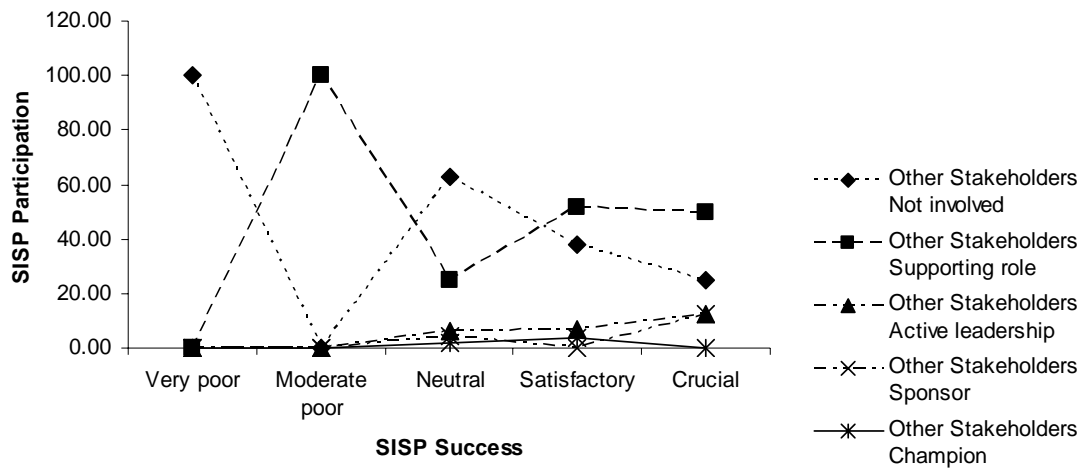 120.00
100.00
80.00
60.00
40.00
20.00
0.00
SISP Participation
Very poor
Moderate
poor
Neutral
Satisfactory
Crucial
SISP Success
Other Stakeholders
Not involved
Other Stakeholders
Supporting role
Other Stakeholders
Active leadership
Other Stakeholders
Sponsor
Other Stakeholders
Champion